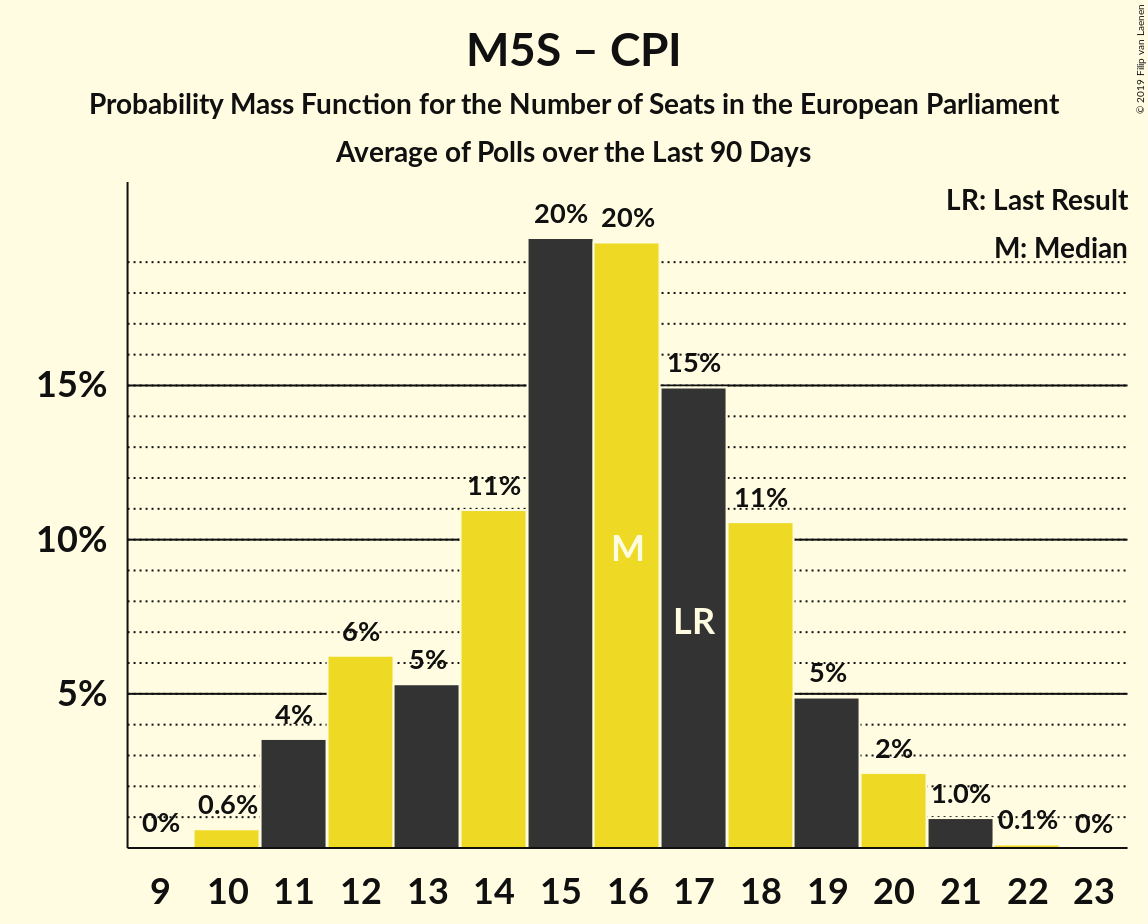 M5S – CPI
Probability Mass Function for the Number of Seats in the European Parliament
Average of Polls over the Last 90 Days
© 2019 Filip van Laenen
LR: Last Result
M: Median
20% 20%
15% 15%
11% 11%
10% M
LR
6% 5% 5%
5%
4% 2%
0% 0.6% 1.0% 0.1% 0%
9 10 11 12 13 14 15 16 17 18 19 20 21 22 23